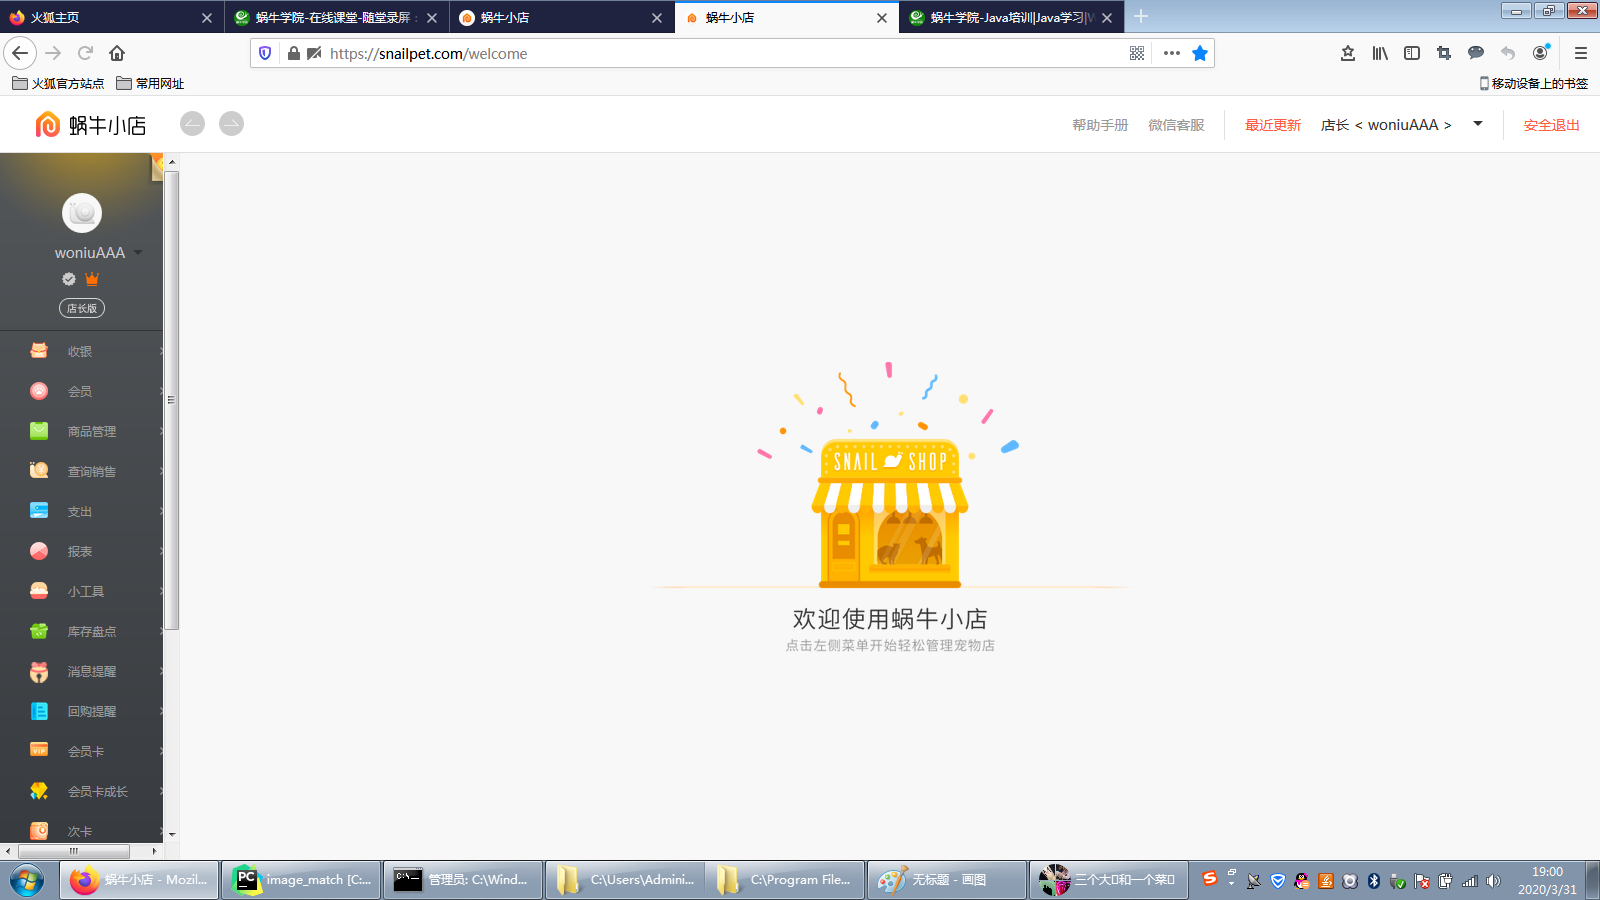 火狐主页
蜗牛学院-在线课堂-随堂录屏
蜗牛小店
蜗牛小店
蜗牛学院-Java培训|Java学习|W
https://snailpet.com/welcome
火狐官方站点
常用网址
移动设备上的书签
蜗牛小店
帮助手册
微信客服
最近更新
店长 < woniuAAA >
安全退出
woniuAAA
店长版
收银
会员
商品管理
查询销售
支出
报表
小工具
库存盘点
消息提醒
回购提醒
VIP
会员卡
会员卡成长
次卡
SNAIL SHOP
欢迎使用蜗牛小店
点击左侧菜单开始轻松管理宠物店
蜗牛小店 - Mozil...
PC
image_match [C:...
C:\
管理员: C:\Wind...
C:\Users\Admini...
C:\Program File...
无标题 - 画图
三个大 和一个菜
S
19:00
2020/3/31